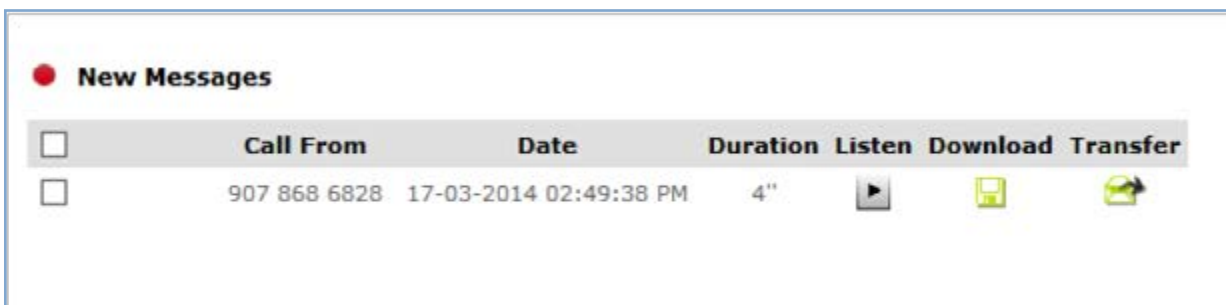 New Messages
Call From Date Duration Listen Download Transfer
907 868 6828 17-03-2014 02:49:38 PM 4"